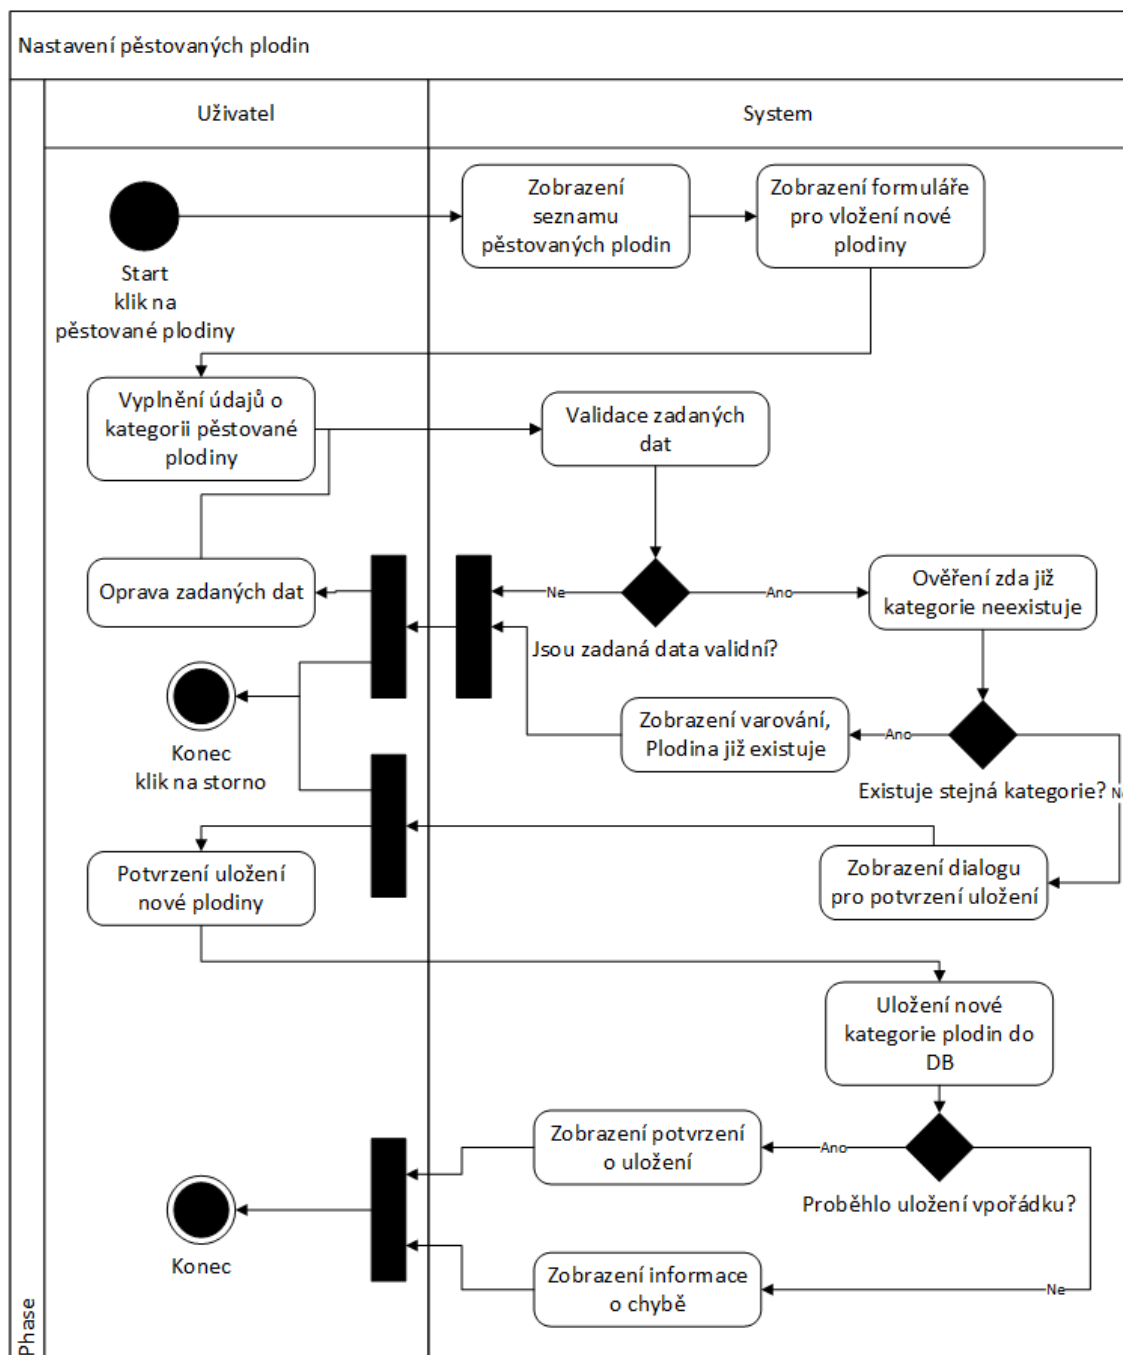 Nastavení pěstovaných plodin
Uživatel
System
Zobrazení
seznamu
pěstovaných plodin
Zobrazení formuláře
pro vložení nové
plodiny
Start
klik na
pěstované plodiny
Vyplnění údajů o
kategorii pěstované
plodiny
Validace zadaných
dat
Oprava zadaných dat
Ne
Ano
Ověření zda již
kategorie neexistuje
Jsou zadaná data validní?
Konec
klik na storno
Zobrazení varování,
Plodina již existuje
Ano
Existuje stejná kategorie?
Potvrzení uložení
nové plodiny
Zobrazení dialogu
pro potvrzení uložení
Uložení nové
kategorie plodin do
DB
Zobrazení potvrzení
o uložení
Ano
Proběhlo uložení vpořádku?
Konec
Zobrazení informace
o chybě
Ne
Phase